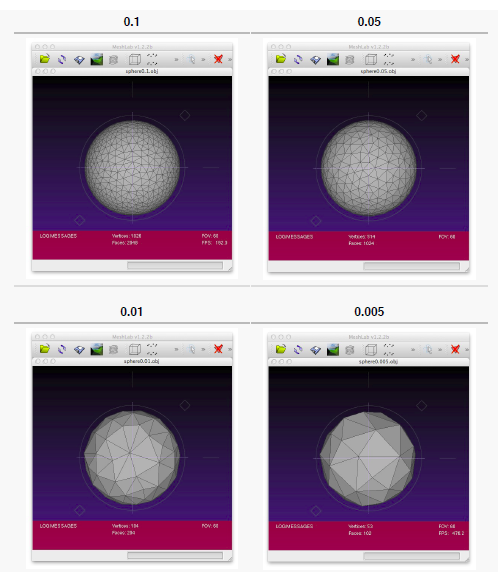 0.1
0.05
MeshLab v1.2.2b
MeshLab v1.2.2b
sphere0.1.obj
sphere0.05.obj
LOG MESSAGES
Vertices: 1026
FOV: 60
Faces: 2048
FPS: 192.3
LOG MESSAGES
Vertices: 514
FOV: 60
Faces: 1024
0.01
0.005
MeshLab v1.2.2b
MeshLab v1.2.2b
sphere0.01.obj
sphere0.005.obj
LOG MESSAGES
Vertices: 104
FOV: 60
Faces: 204
LOG MESSAGES
Vertices: 53
FOV: 60
Faces: 102
FPS: